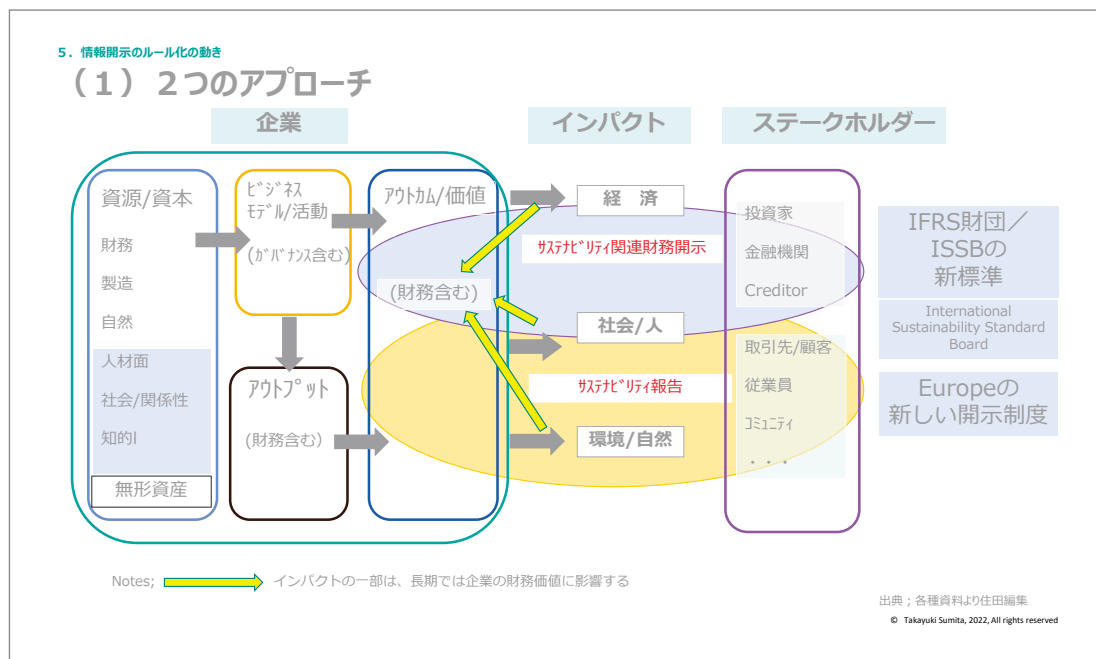 5．情報開示のルール化の動き
（１）２つのアプローチ
企業
インパクト
ステークホルダー
資源/資本
財務
製造
自然
人材面
社会/関係性
知的l
無形資産
ﾋﾞｼﾞﾈｽ
ﾓﾃﾞﾙ/活動
(ｶﾞﾊﾞﾅﾝｽ含む)
ｱｳﾄﾌﾟｯﾄ
(財務含む)
ｱｳﾄｶﾑ/価値
(財務含む)
経　済
ｻｽﾃﾅﾋﾞﾘﾃｨ関連財務開示
社会/人
ｻｽﾃﾅﾋﾞﾘﾃｨ報告
環境/自然
投資家
金融機関
Creditor
取引先/顧客
従業員
ｺﾐｭﾆﾃｨ
・・・
IFRS財団／
ISSBの
新標準
International
Sustainability Standard
Board
Europeの
新しい開示制度
Notes; インパクトの一部は、長期では企業の財務価値に影響する
出典；各種資料より住田編集
© Takayuki Sumita, 2022, All rights reserved